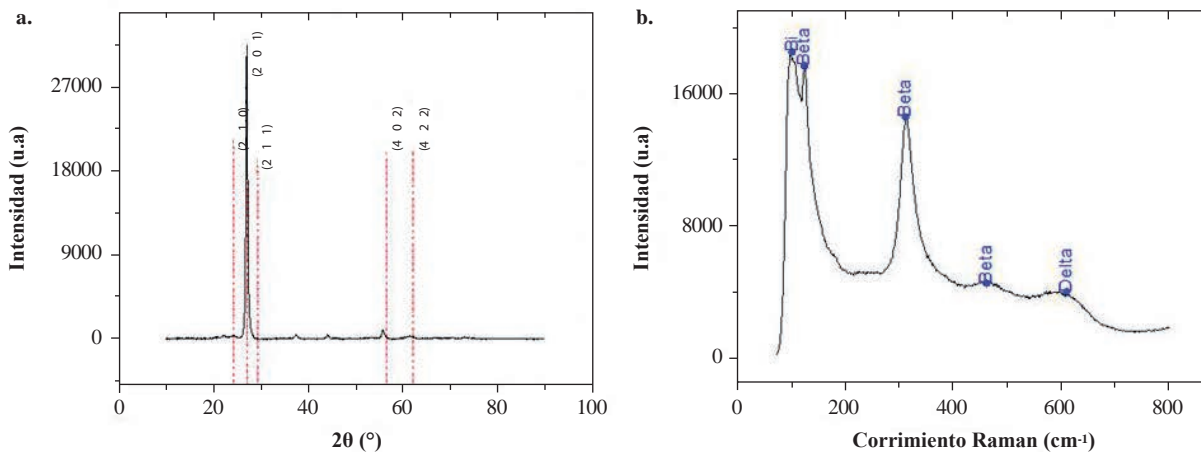 a.
Intensidad (u.a)
27000
18000
9000
0
(2 1 0)
(2 0 1)
(2 1 1)
(4 0 2)
(4 2 2)
0
20
40
60
80
100
2θ (°)
b.
Intensidad (u.a)
16000
8000
0
Bi
Beta
Beta
Beta
Delta
0
200
400
600
800
Corrimiento Raman (cm-1)